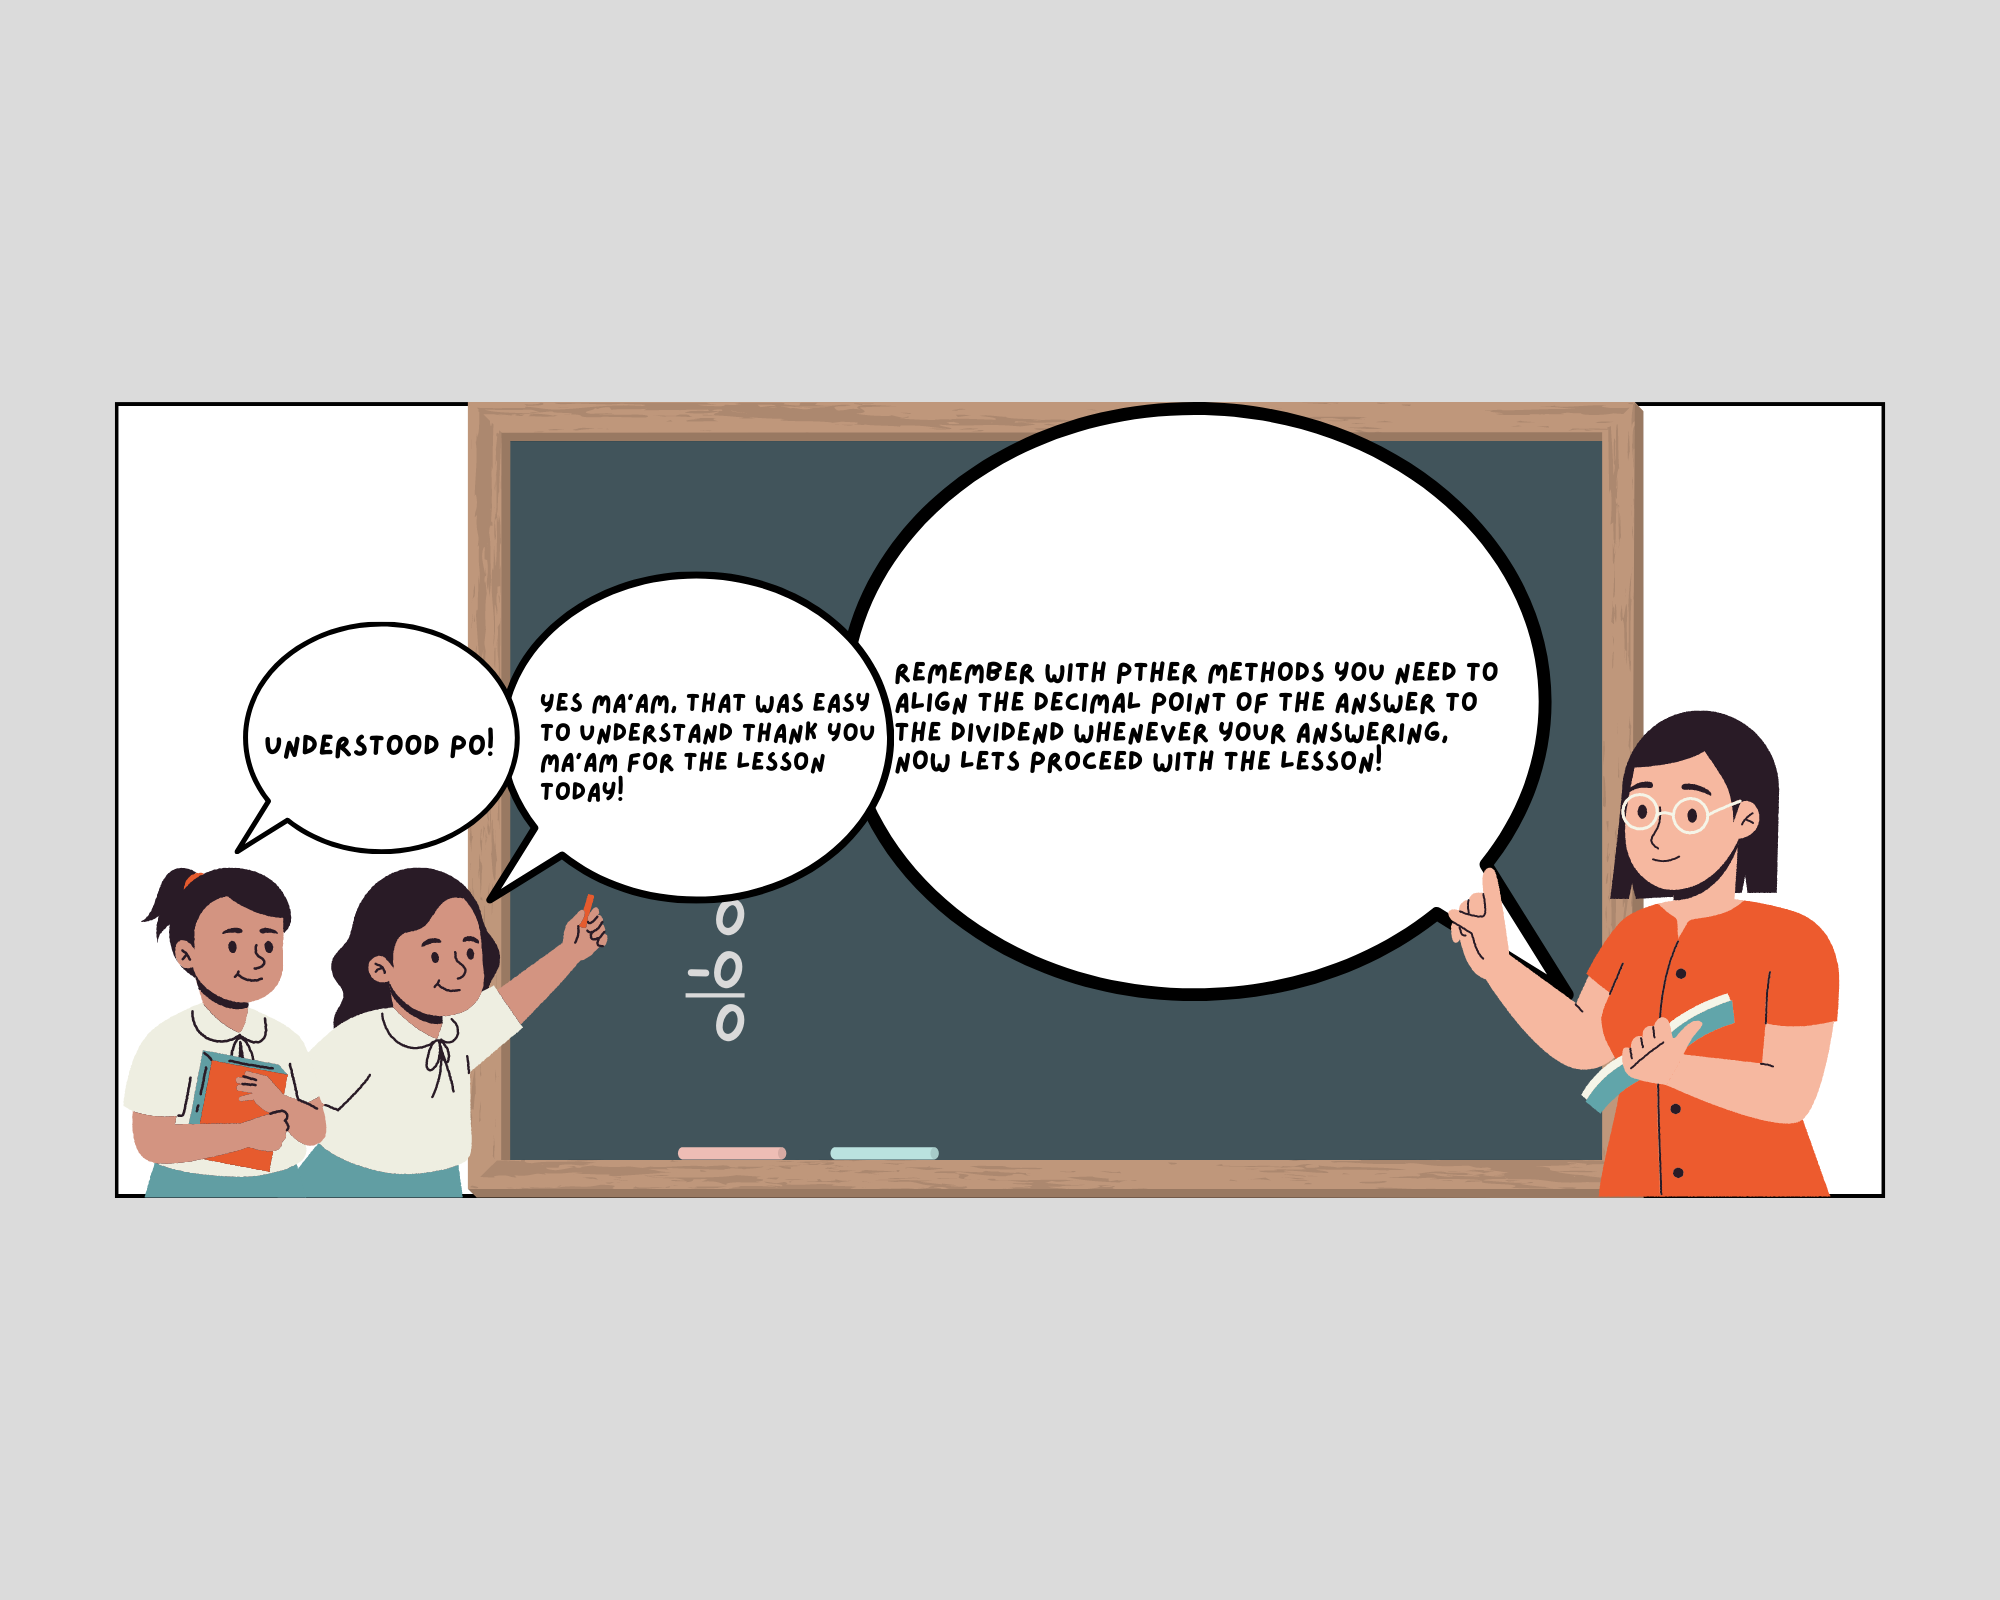 UNDERSTOOD PO!
YES MA'AM, THAT WAS EASY
TO UNDERSTAND THANK YOU
MA'AM FOR THE LESSON
TODAY!
REMEMBER WITH PTHER METHODS YOU NEED TO
ALIGN THE DECIMAL POINT OF THE ANSWER TO
THE DIVIDEND WHENEVER YOUR ANSWERING,
NOW LETS PROCEED WITH THE LESSON!
0
-0
0